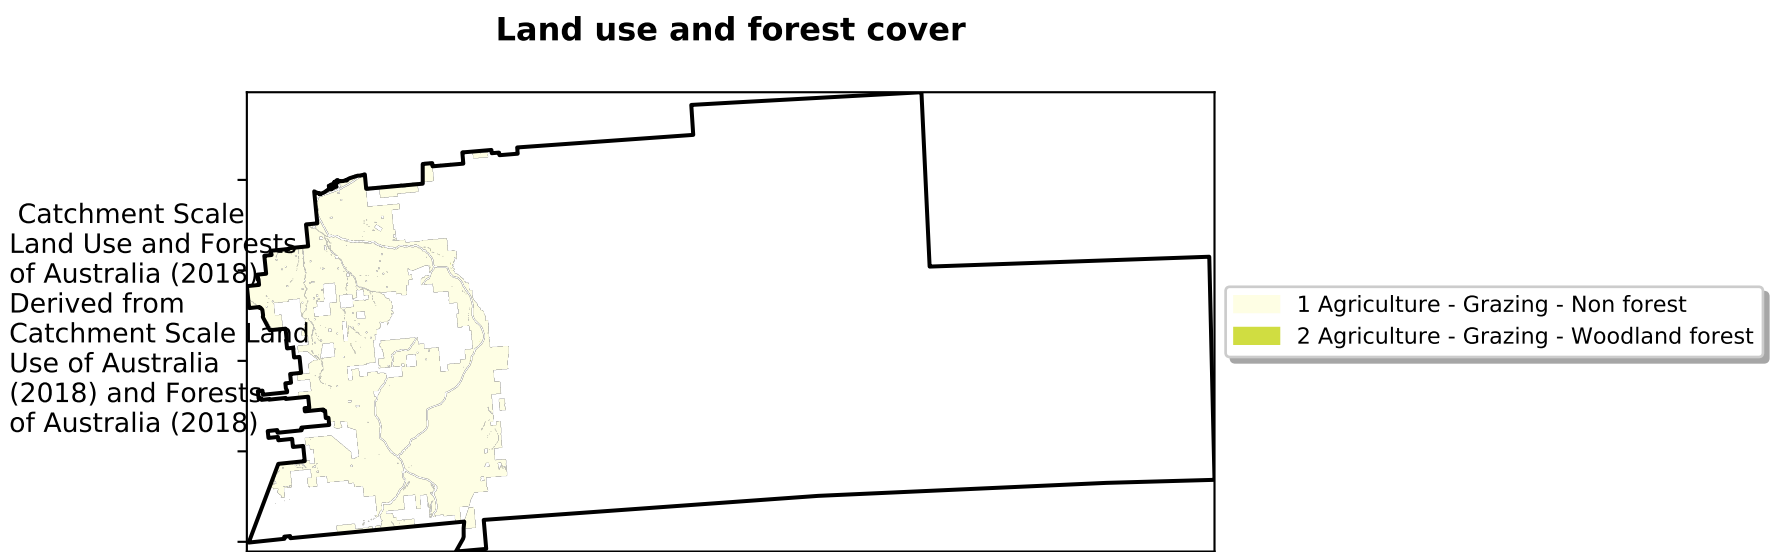 Land use and forest cover
Catchment Scale
Land Use and Forests
of Australia (2018)
Derived from
Catchment Scale Land
Use of Australia
(2018) and Forests
of Australia (2018)
1 Agriculture - Grazing - Non forest
2 Agriculture - Grazing - Woodland forest